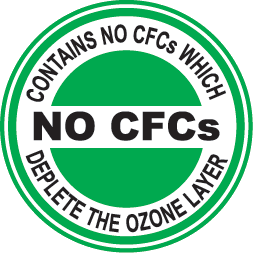 CONTAINS NO CFCs WHICH
NO CFCs
DEPLETE THE OZONE LAYER